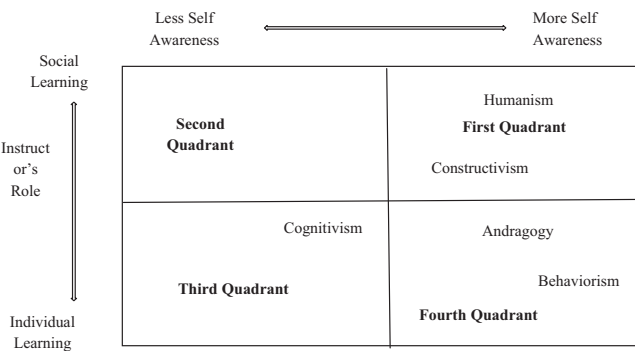 Less Self
Awareness
More Self
Awareness
Social
Learning
Instruct
or's
Role
Individual
Learning
Second
Quadrant
Humanism
First Quadrant
Constructivism
Cognitivism
Third Quadrant
Andragogy
Behaviorism
Fourth Quadrant